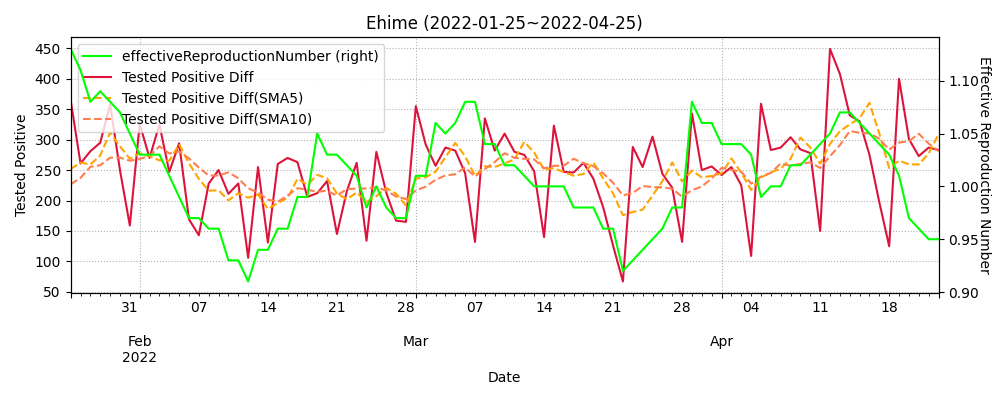 Ehime (2022-01-25~2022-04-25)
effectiveReproductionNumber (right)
Tested Positive Diff
Tested Positive Diff(SMA5)
Tested Positive Diff(SMA10)
Tested Positive
450
400
350
300
250
200
150
100
50
Effective Reproduction Number
1.10
1.05
1.00
0.95
0.90
31 07 14 21 28 07 14 21 28 04 11 18
Feb Mar Apr
2022
Date